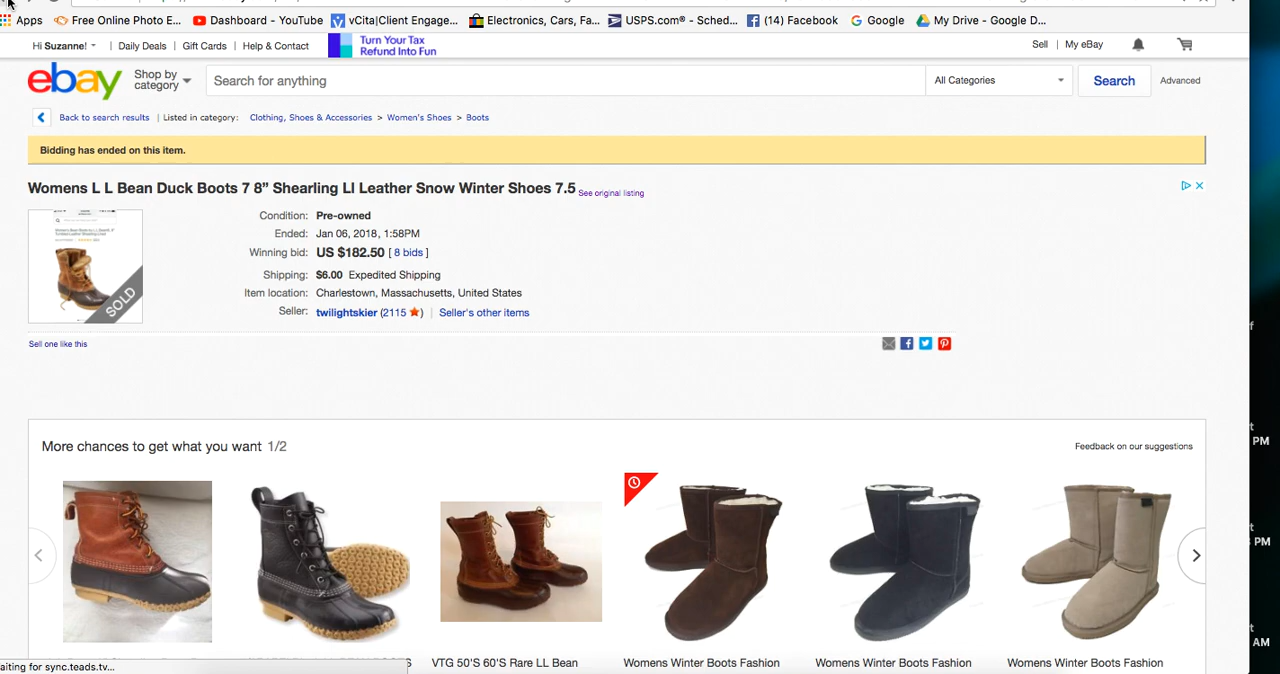 Apps Free Online Photo E... Dashboard - YouTube vCita|Client Engage... Electronics, Cars, Fa... USPS.com® - Sched... (14) Facebook Google My Drive - Google D...
Hi Suzanne! | Daily Deals | Gift Cards | Help & Contact Turn Your Tax Refund Into Fun Sell | My eBay
ebay Shop by category Search for anything All Categories Search Advanced
Back to search results | Listed in category: Clothing, Shoes & Accessories > Women's Shoes > Boots
Bidding has ended on this item.
Womens L L Bean Duck Boots 7 8” Shearling Ll Leather Snow Winter Shoes 7.5 See original listing
Condition: Pre-owned
Ended: Jan 06, 2018, 1:58PM
Winning bid: US $182.50 [ 8 bids ]
Shipping: $6.00 Expedited Shipping
Item location: Charlestown, Massachusetts, United States
Seller: twilightskier (2115 ) | Seller's other items
SOLD
Sell one like this
More chances to get what you want 1/2 Feedback on our suggestions
VTG 50'S 60'S Rare LL Bean Womens Winter Boots Fashion Womens Winter Boots Fashion Womens Winter Boots Fashion
aiting for sync.teads.tv...
PM
PM
AM